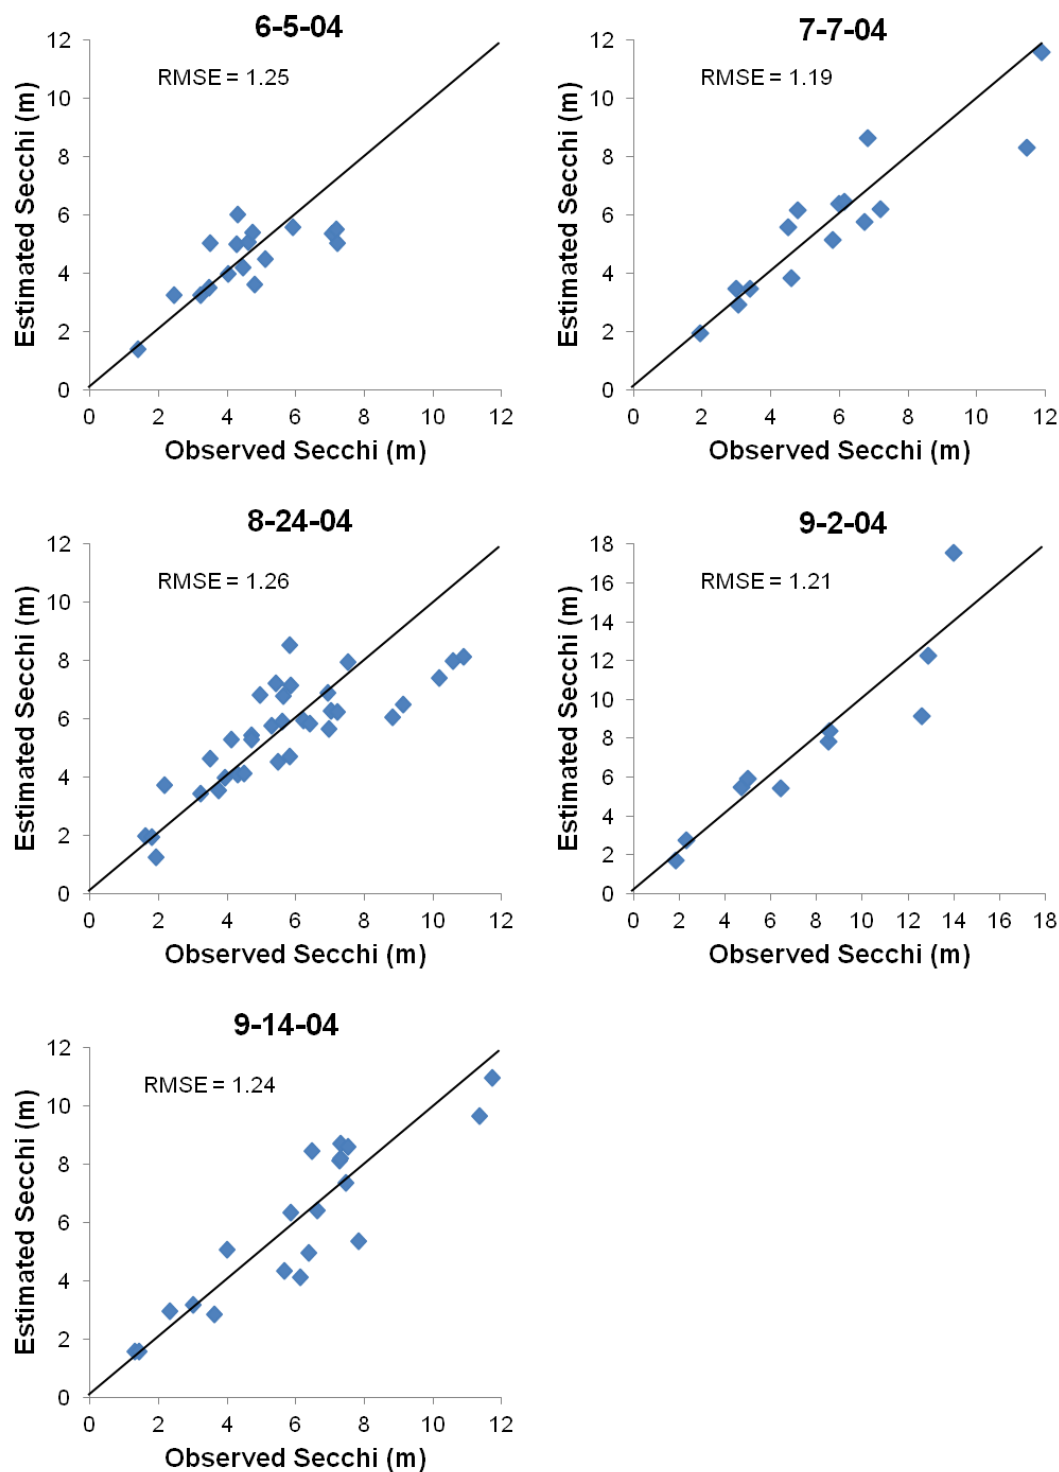 6-5-04
RMSE = 1.25
Estimated Secchi (m)
12
10
8
6
4
2
0
0 2 4 6 8 10 12
Observed Secchi (m)
7-7-04
RMSE = 1.19
Estimated Secchi (m)
12
10
8
6
4
2
0
0 2 4 6 8 10 12
Observed Secchi (m)
8-24-04
RMSE = 1.26
Estimated Secchi (m)
12
10
8
6
4
2
0
0 2 4 6 8 10 12
Observed Secchi (m)
9-2-04
RMSE = 1.21
Estimated Secchi (m)
18
16
14
12
10
8
6
4
2
0
0 2 4 6 8 10 12 14 16 18
Observed Secchi (m)
9-14-04
RMSE = 1.24
Estimated Secchi (m)
12
10
8
6
4
2
0
0 2 4 6 8 10 12
Observed Secchi (m)